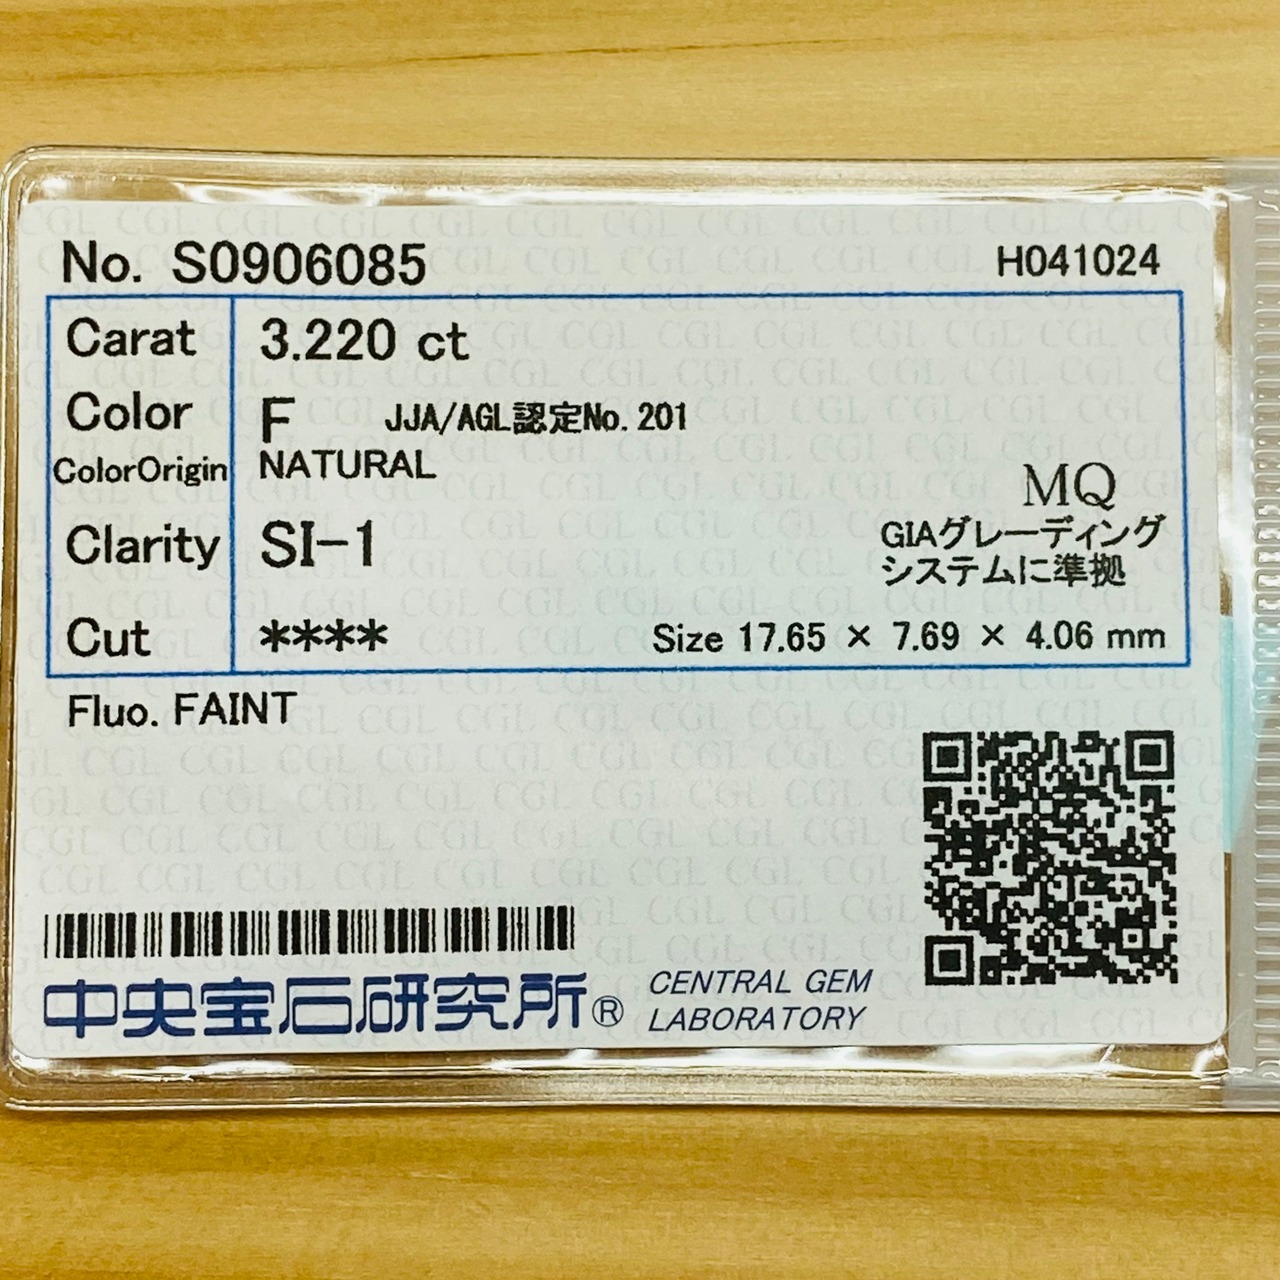 No. S0906085 H041024
Carat 3.220 ct
Color F JJA/AGL認定No.201
ColorOrigin NATURAL
MQ
GIAグレーディング
システムに準拠
Clarity SI-1
Cut ****
Size 17.65 × 7.69 × 4.06 mm
Fluo. FAINT
中央宝石研究所®
CENTRAL GEM
LABORATORY